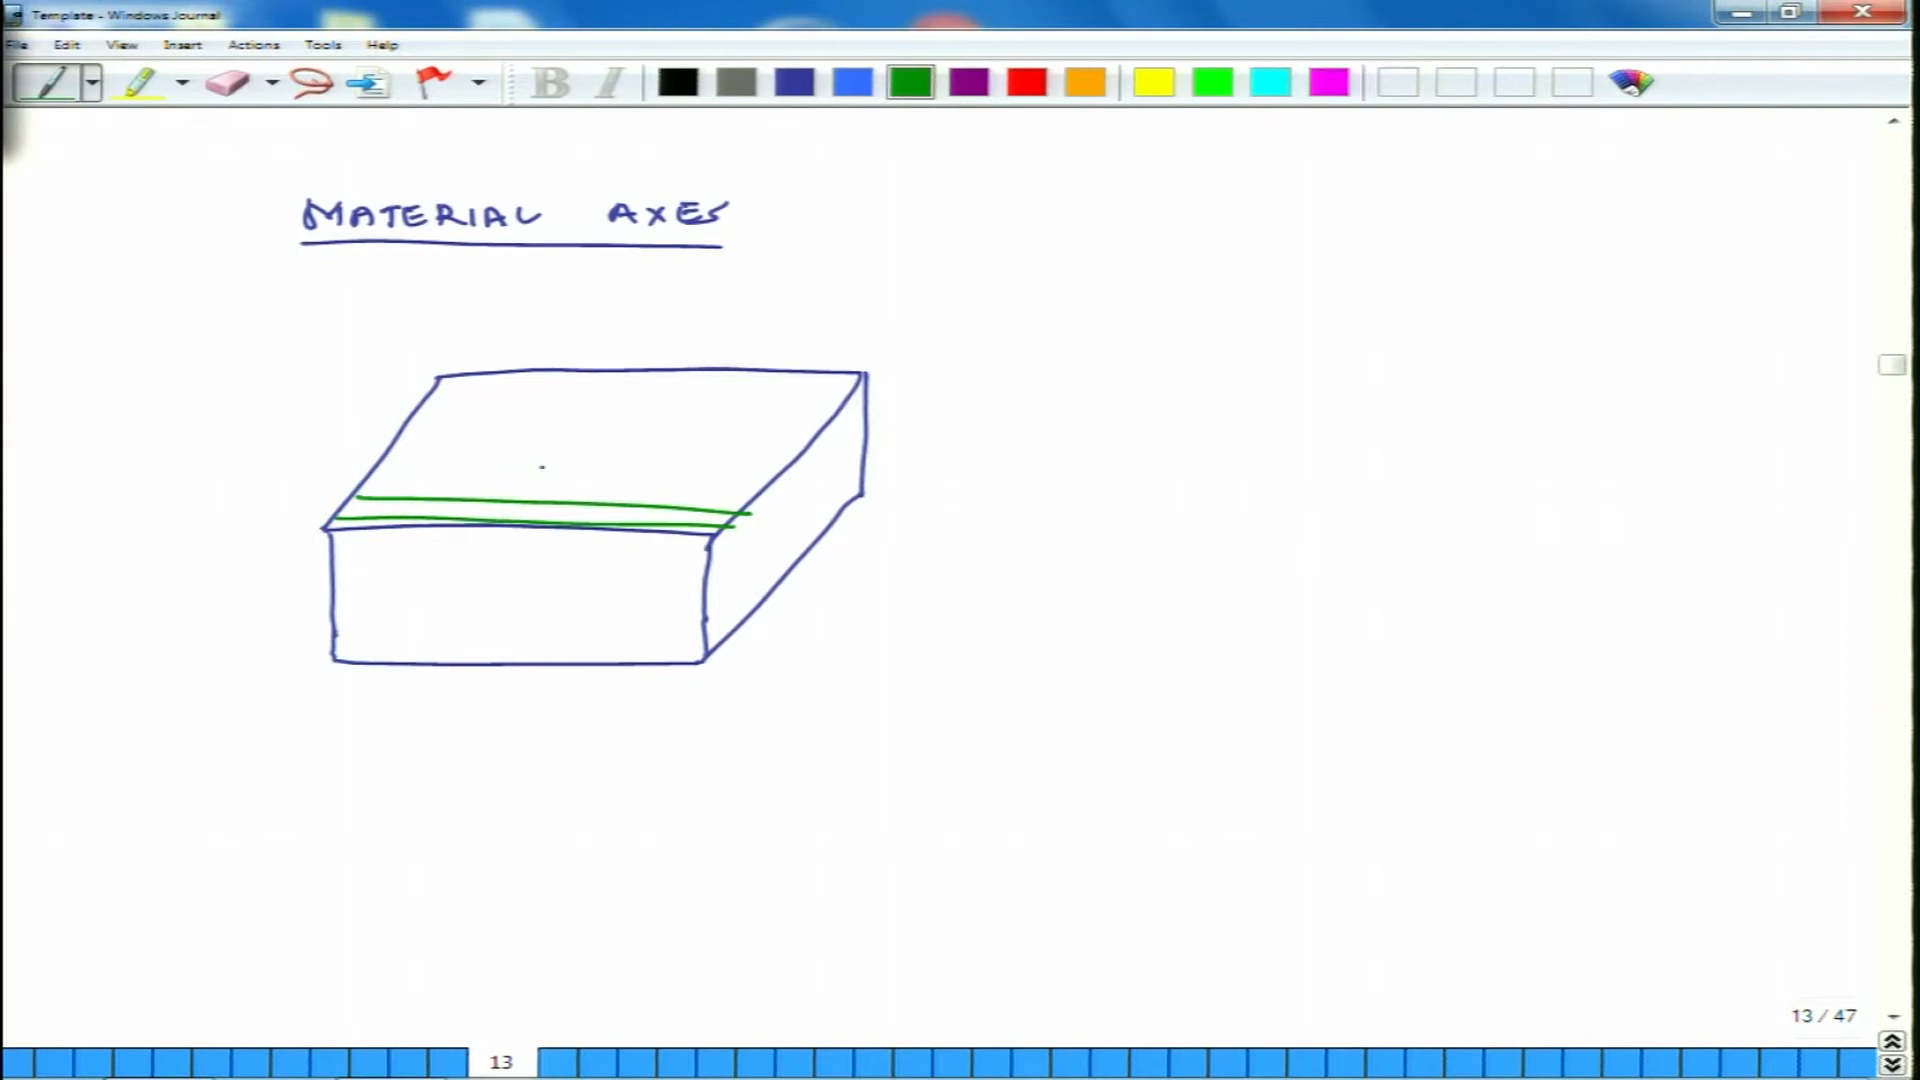 Template - Windows Journal
File Edit View Insert Actions Tools Help
B I
MATERIAL AXES
13 / 47
13